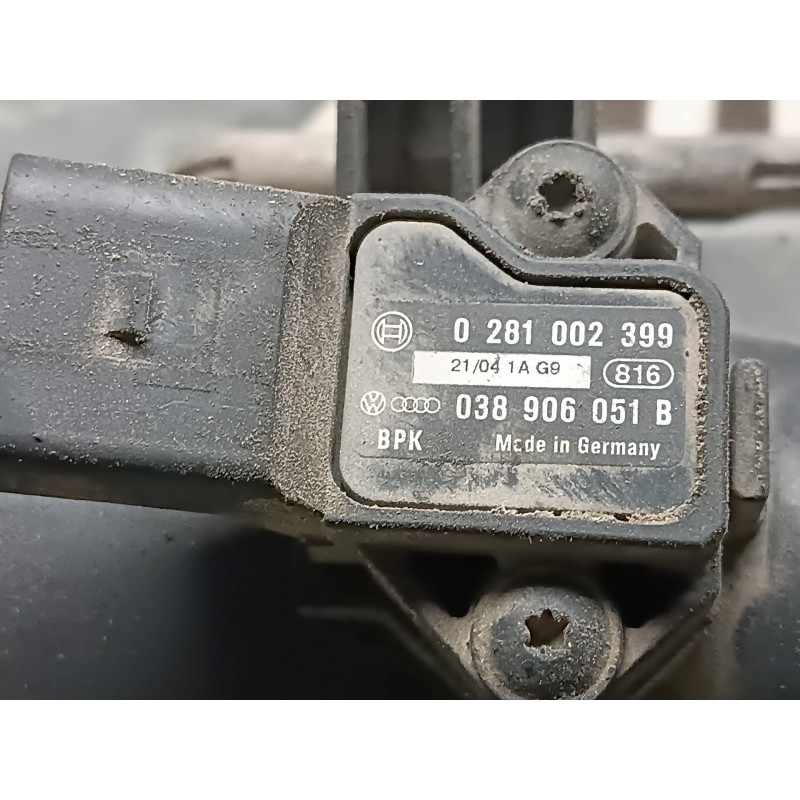 0 281 002 399
21/04 1A G9 816
038 906 051 B
BPK Made in Germany